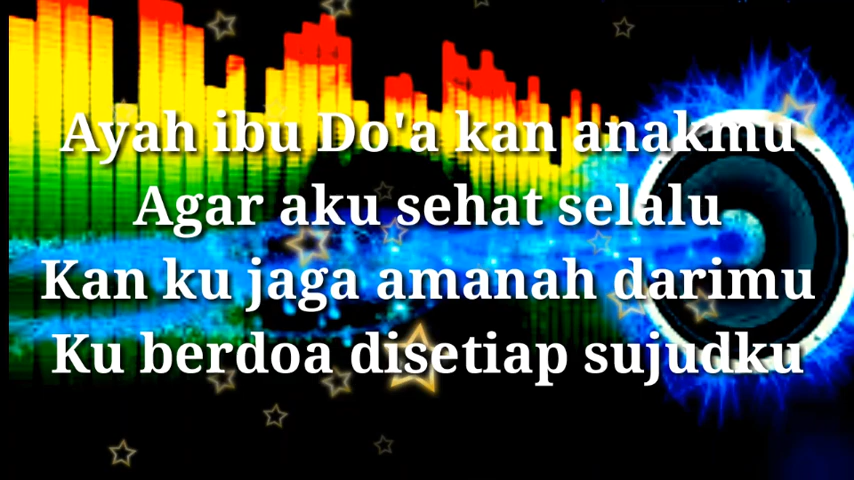 Ayah ibu Do'a kan anakmu
Agar aku sehat selalu
Kan ku jaga amanah darimu
Ku berdoa disetiap sujudku